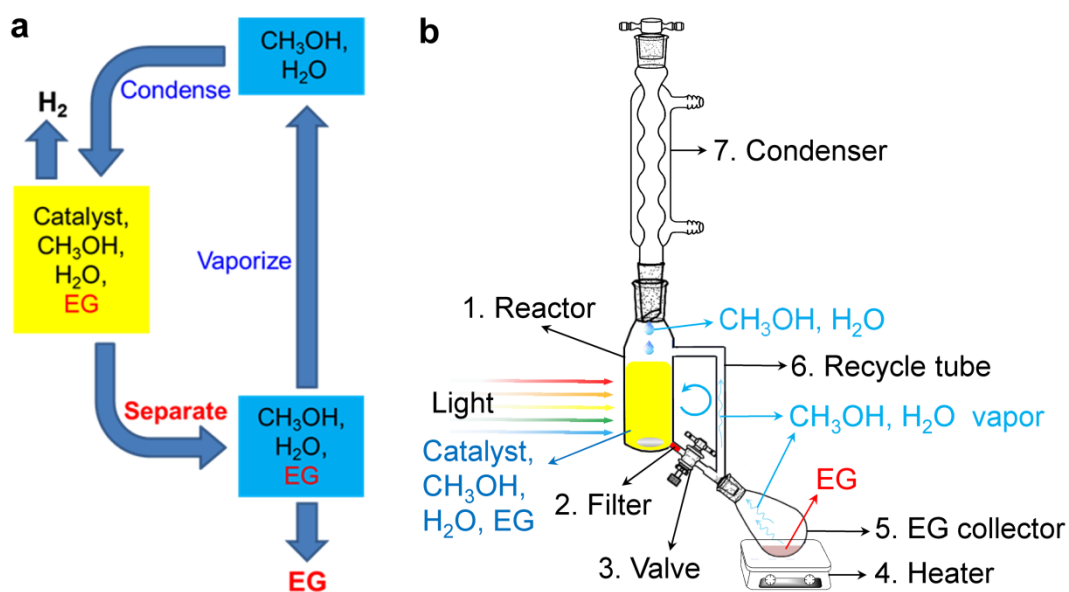 a
CH₃OH,
H₂O
Condense
H₂
Catalyst,
CH₃OH,
H₂O,
EG
Vaporize
Separate
CH₃OH,
H₂O,
EG
EG
b
7. Condenser
1. Reactor
CH₃OH, H₂O
6. Recycle tube
Light
CH₃OH, H₂O vapor
Catalyst,
CH₃OH,
H₂O, EG
2. Filter
EG
3. Valve
5. EG collector
4. Heater